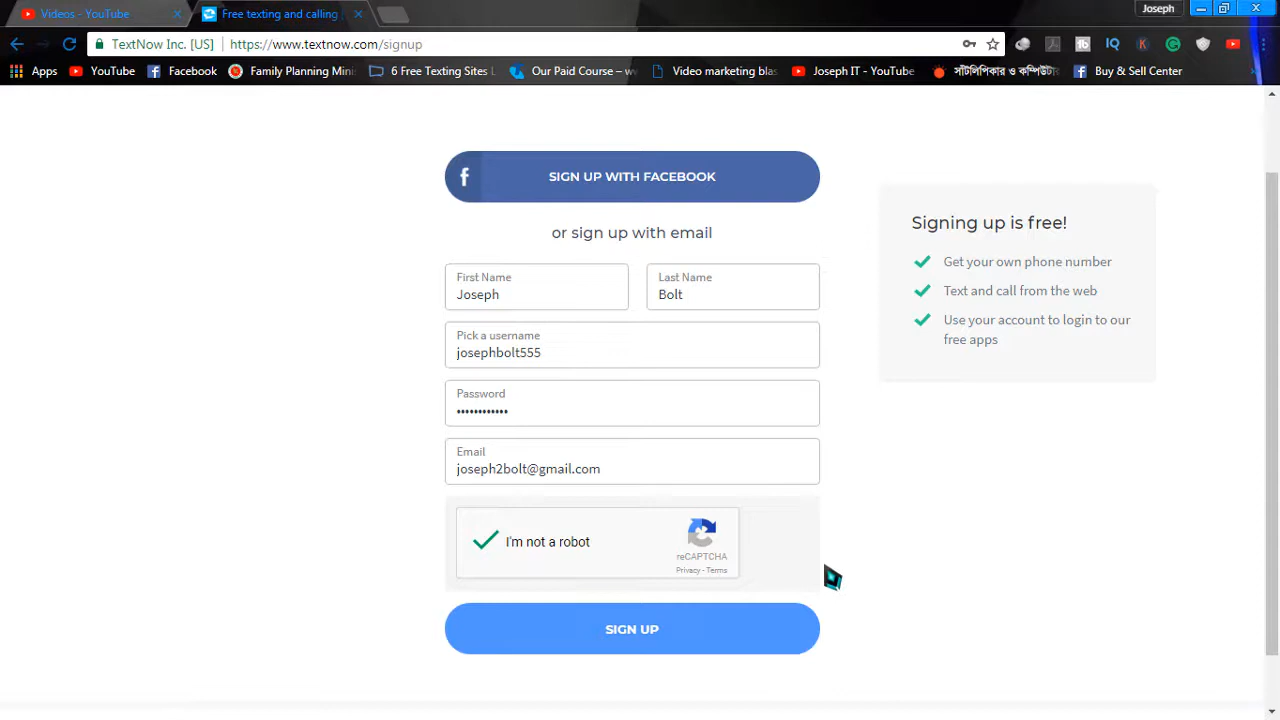 Videos - YouTube
Free texting and calling
Joseph
TextNow Inc. [US]
https://www.textnow.com/signup
IQ
K
Apps
YouTube
Facebook
Family Planning Mini
6 Free Texting Sites L
Our Paid Course – w
Video marketing blas
Joseph IT - YouTube
সাঁটলিপিকার ও কম্পিউটার
Buy & Sell Center
SIGN UP WITH FACEBOOK
or sign up with email
First Name
Joseph
Last Name
Bolt
Pick a username
josephbolt555
Password
••••••••••••
Email
joseph2bolt@gmail.com
I'm not a robot
reCAPTCHA
Privacy - Terms
SIGN UP
Signing up is free!
Get your own phone number
Text and call from the web
Use your account to login to our
free apps